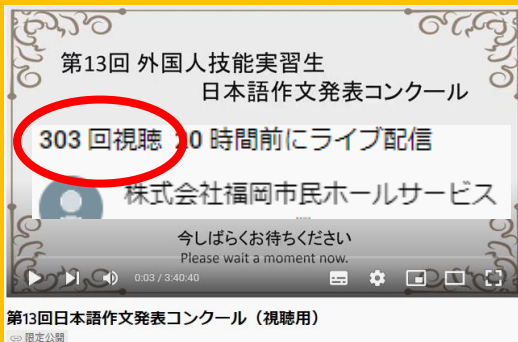 第13回 外国人技能実習生
日本語作文発表コンクール
303 回視聴 20 時間前にライブ配信
株式会社福岡市民ホールサービス
今しばらくお待ちください
Please wait a moment now.
0:03 / 3:40:40
第13回日本語作文発表コンクール（視聴用）
限定公開